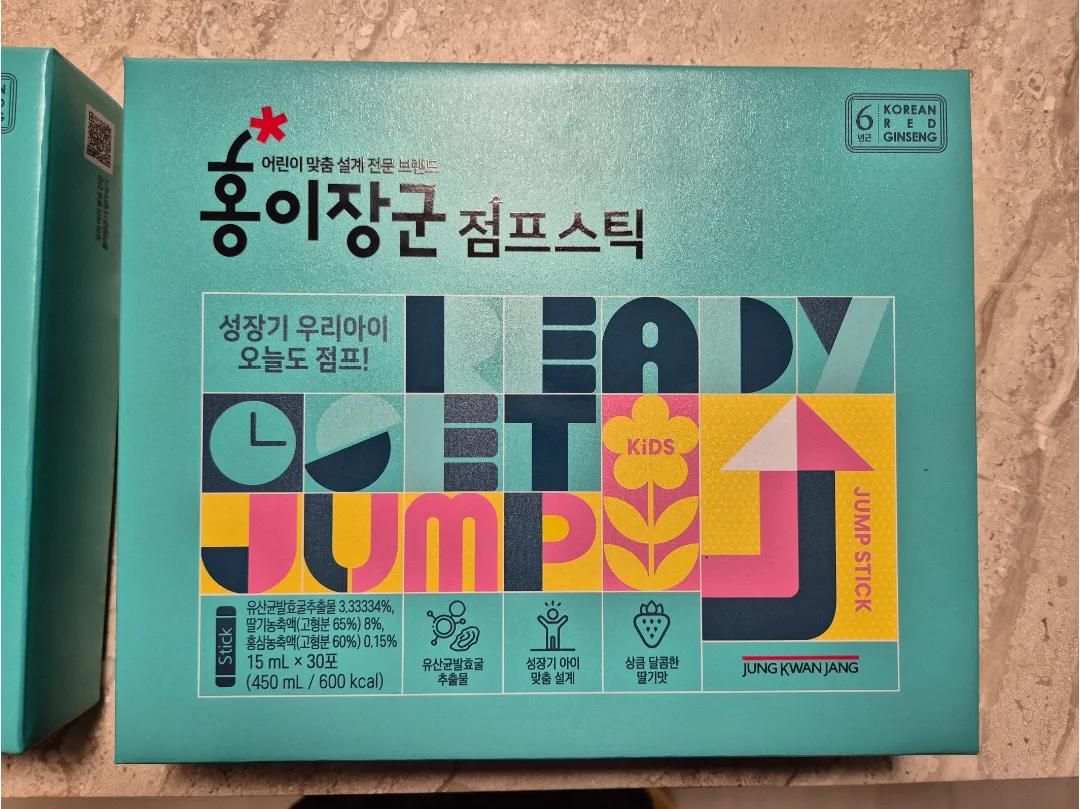 6년근
KOREAN
RED
GINSENG
어린이 맞춤 설계 전문 브랜드
홍이장군 점프스틱
성장기 우리아이
오늘도 점프!
READY
SET
JUMP
KiDS
JUMP STICK
Stick
유산균발효굴추출물 3.33334%,
딸기농축액(고형분 65%) 8%,
홍삼농축액(고형분 60%) 0.15%
15 mL × 30포
(450 mL / 600 kcal)
유산균발효굴
추출물
성장기 아이
맞춤 설계
상큼 달콤한
딸기맛
JUNG KWAN JANG